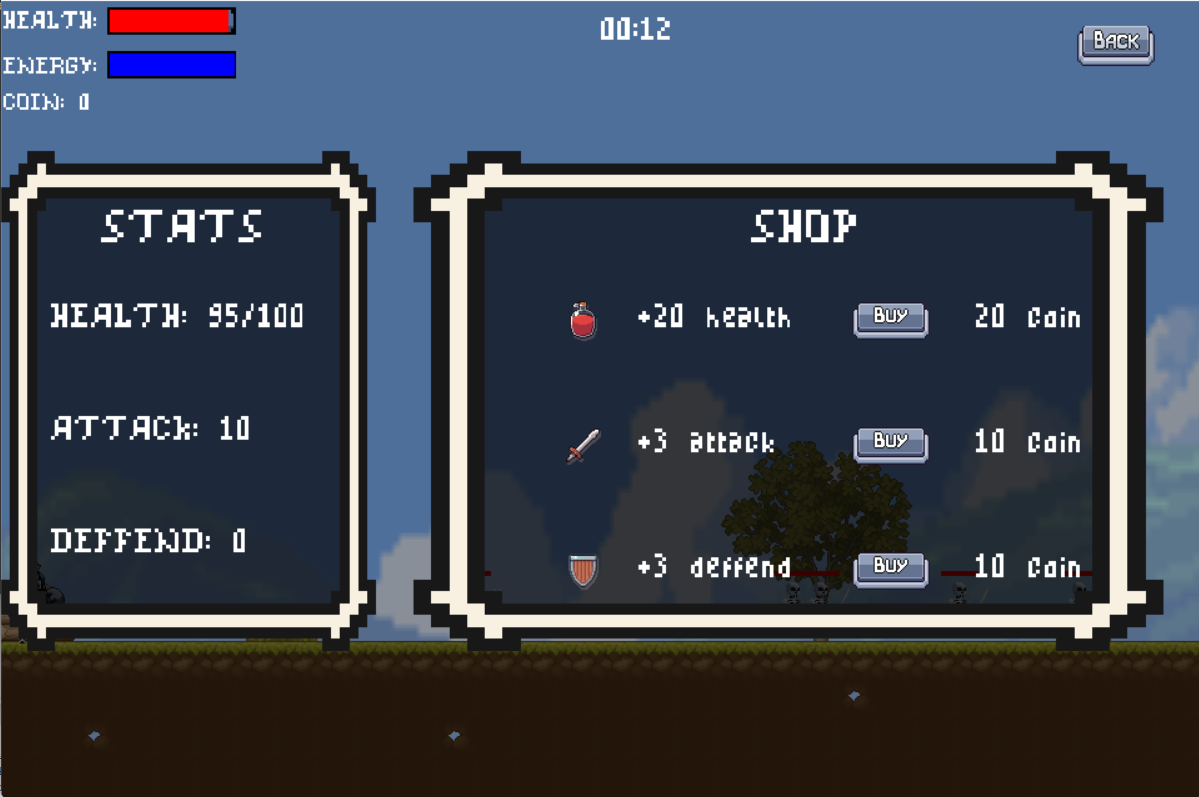 HEALTH:
00:12
BACK
ENERGY:
COIN: 0
STATS
HEALTH: 95/100
ATTACK: 10
DEFFEND: 0
SHOP
+20 health BUY 20 coin
+3 attack BUY 10 coin
+3 deffend BUY 10 coin